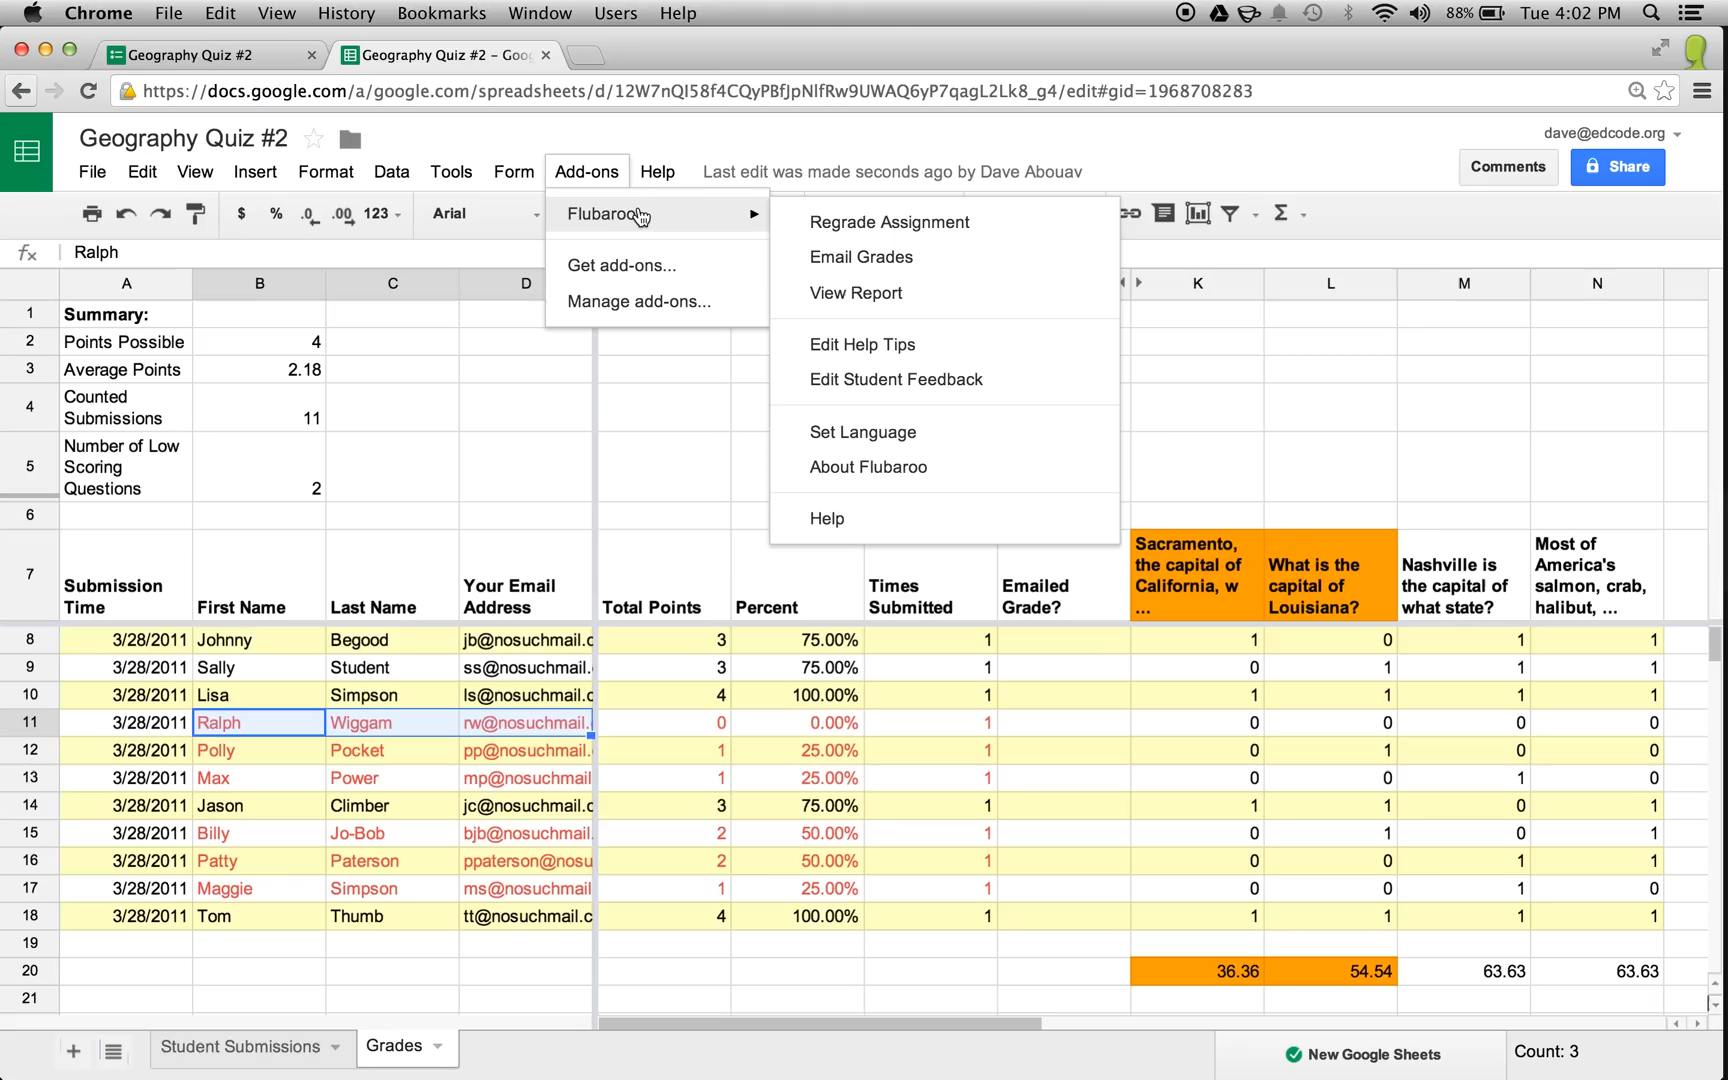 Chrome File Edit View History Bookmarks Window Users Help 88% Tue 4:02 PM
Geography Quiz #2 Geography Quiz #2 – Goo
https://docs.google.com/a/google.com/spreadsheets/d/12W7nQI58f4CQyPBfJpNlfRw9UWAQ6yP7qagL2Lk8_g4/edit#gid=1968708283
Geography Quiz #2 dave@edcode.org
File Edit View Insert Format Data Tools Form Add-ons Help Last edit was made seconds ago by Dave Abouav Comments Share
$ % .0 .00 123 Arial Σ
Flubaroo
Get add-ons...
Manage add-ons...
Regrade Assignment
Email Grades
View Report
Edit Help Tips
Edit Student Feedback
Set Language
About Flubaroo
Help
fx Ralph
A B C D K L M N
1 Summary:
2 Points Possible 4
3 Average Points 2.18
4 Counted
Submissions 11
5 Number of Low
Scoring
Questions 2
6
7 Submission
Time
First Name
Last Name
Your Email
Address
Total Points
Percent
Times
Submitted
Emailed
Grade?
Sacramento,
the capital of
California, w
...
What is the
capital of
Louisiana?
Nashville is
the capital of
what state?
Most of
America's
salmon, crab,
halibut, ...
8 3/28/2011 Johnny Begood jb@nosuchmail.c 3 75.00% 1 1 0 1 1
9 3/28/2011 Sally Student ss@nosuchmail. 3 75.00% 1 0 1 1 1
10 3/28/2011 Lisa Simpson ls@nosuchmail.c 4 100.00% 1 1 1 1 1
11 3/28/2011 Ralph Wiggam rw@nosuchmail. 0 0.00% 1 0 0 0 0
12 3/28/2011 Polly Pocket pp@nosuchmail. 1 25.00% 1 0 1 0 0
13 3/28/2011 Max Power mp@nosuchmail 1 25.00% 1 0 0 1 0
14 3/28/2011 Jason Climber jc@nosuchmail.c 3 75.00% 1 1 1 0 1
15 3/28/2011 Billy Jo-Bob bjb@nosuchmail. 2 50.00% 1 0 1 0 1
16 3/28/2011 Patty Paterson ppaterson@nosu 2 50.00% 1 0 0 1 1
17 3/28/2011 Maggie Simpson ms@nosuchmail 1 25.00% 1 0 0 1 0
18 3/28/2011 Tom Thumb tt@nosuchmail.c 4 100.00% 1 1 1 1 1
19
20 36.36 54.54 63.63 63.63
21
Student Submissions Grades New Google Sheets Count: 3